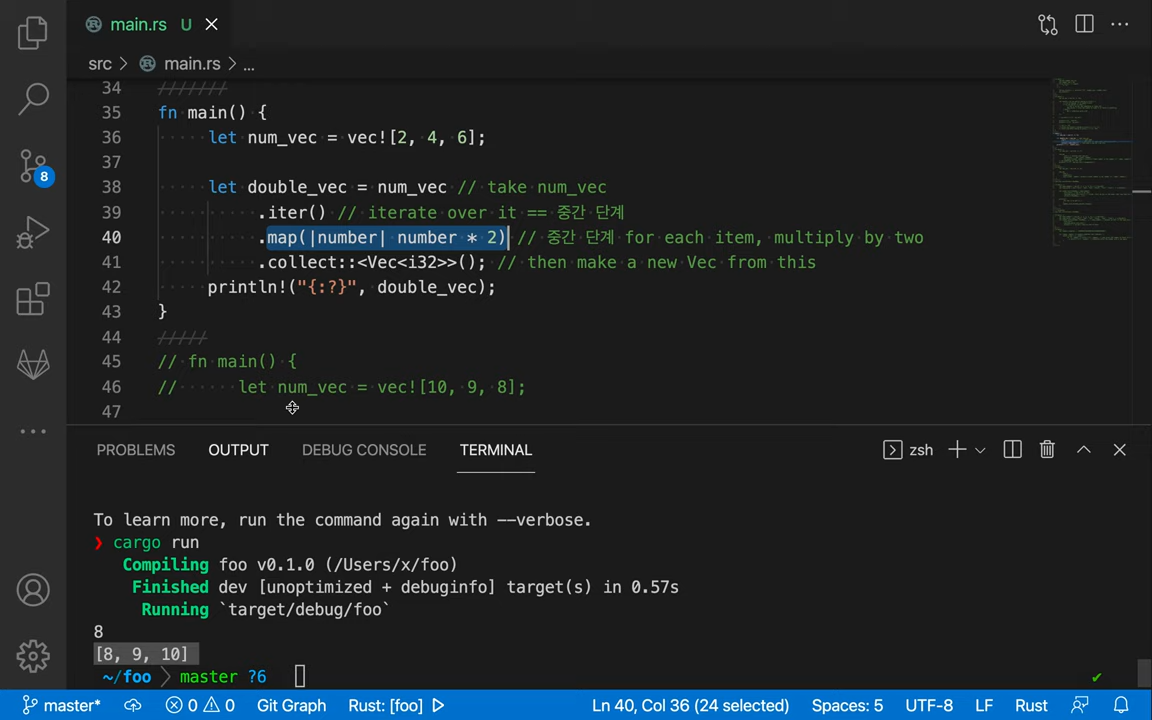 main.rs U
src > main.rs > ...
34 ///////
35 fn main() {
36 let num_vec = vec![2, 4, 6];
37
38 let double_vec = num_vec // take num_vec
39 .iter() // iterate over it == 중간 단계
40 .map(|number| number * 2) // 중간 단계 for each item, multiply by two
41 .collect::<Vec<i32>>(); // then make a new Vec from this
42 println!("{:?}", double_vec);
43 }
44 /////
45 // fn main() {
46 // let num_vec = vec![10, 9, 8];
47
8
PROBLEMS OUTPUT DEBUG CONSOLE TERMINAL zsh
To learn more, run the command again with --verbose.
❯ cargo run
Compiling foo v0.1.0 (/Users/x/foo)
Finished dev [unoptimized + debuginfo] target(s) in 0.57s
Running `target/debug/foo`
8
[8, 9, 10]
~/foo > master ?6
master* 0 0 Git Graph Rust: [foo] Ln 40, Col 36 (24 selected) Spaces: 5 UTF-8 LF Rust